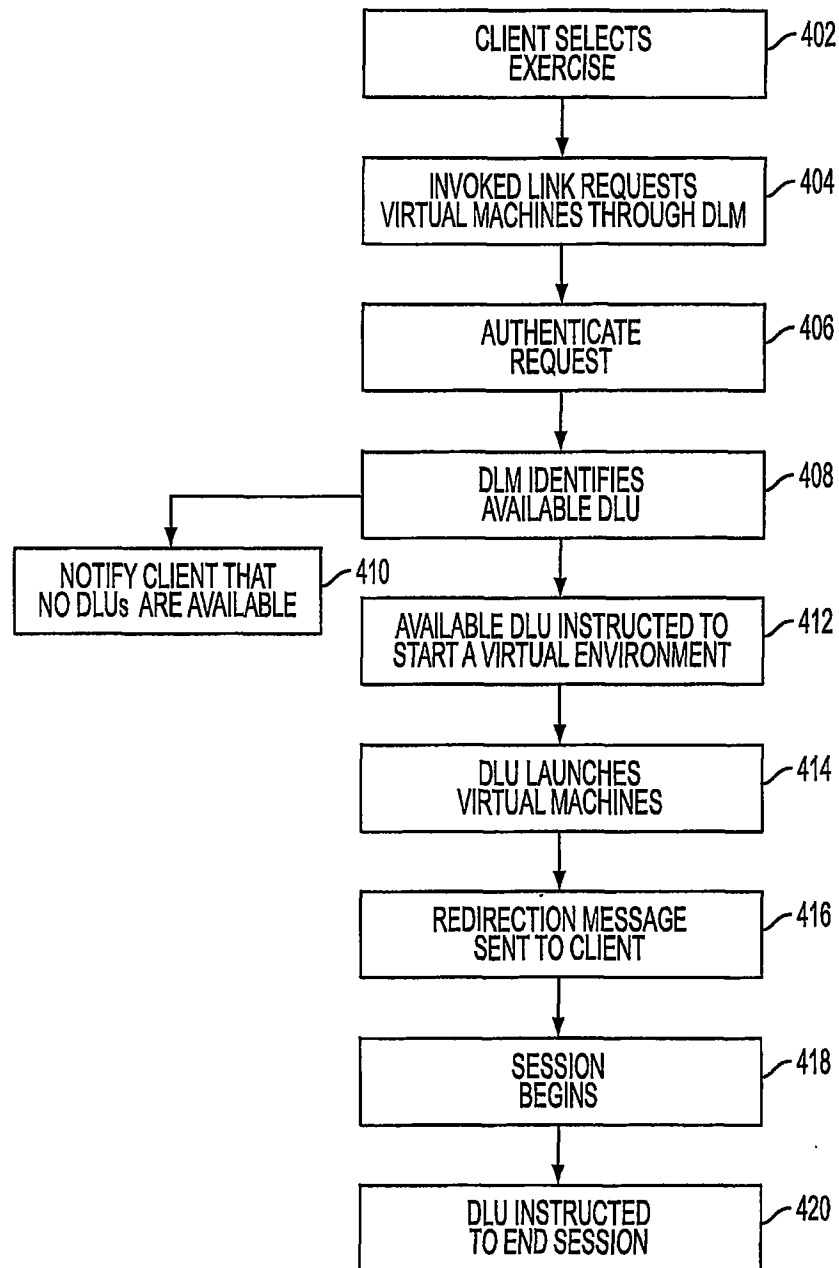 CLIENT SELECTS
EXERCISE
402
INVOKED LINK REQUESTS
VIRTUAL MACHINES THROUGH DLM
404
AUTHENTICATE
REQUEST
406
DLM IDENTIFIES
AVAILABLE DLU
408
NOTIFY CLIENT THAT
NO DLUs ARE AVAILABLE
410
AVAILABLE DLU INSTRUCTED TO
START A VIRTUAL ENVIRONMENT
412
DLU LAUNCHES
VIRTUAL MACHINES
414
REDIRECTION MESSAGE
SENT TO CLIENT
416
SESSION
BEGINS
418
DLU INSTRUCTED
TO END SESSION
420